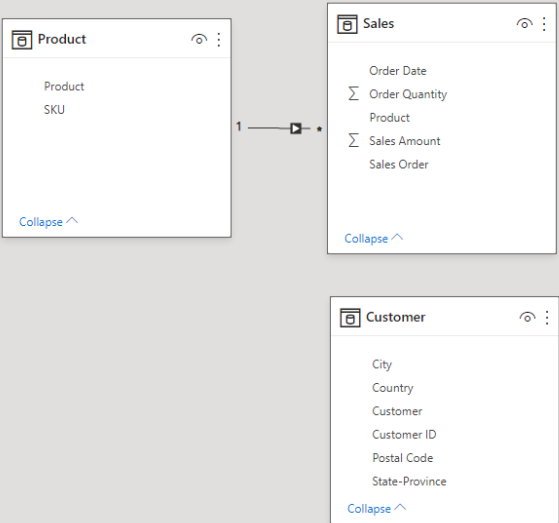 Product
Product
SKU
Collapse
1
*
Sales
Order Date
Σ Order Quantity
Product
Σ Sales Amount
Sales Order
Collapse
Customer
City
Country
Customer
Customer ID
Postal Code
State-Province
Collapse